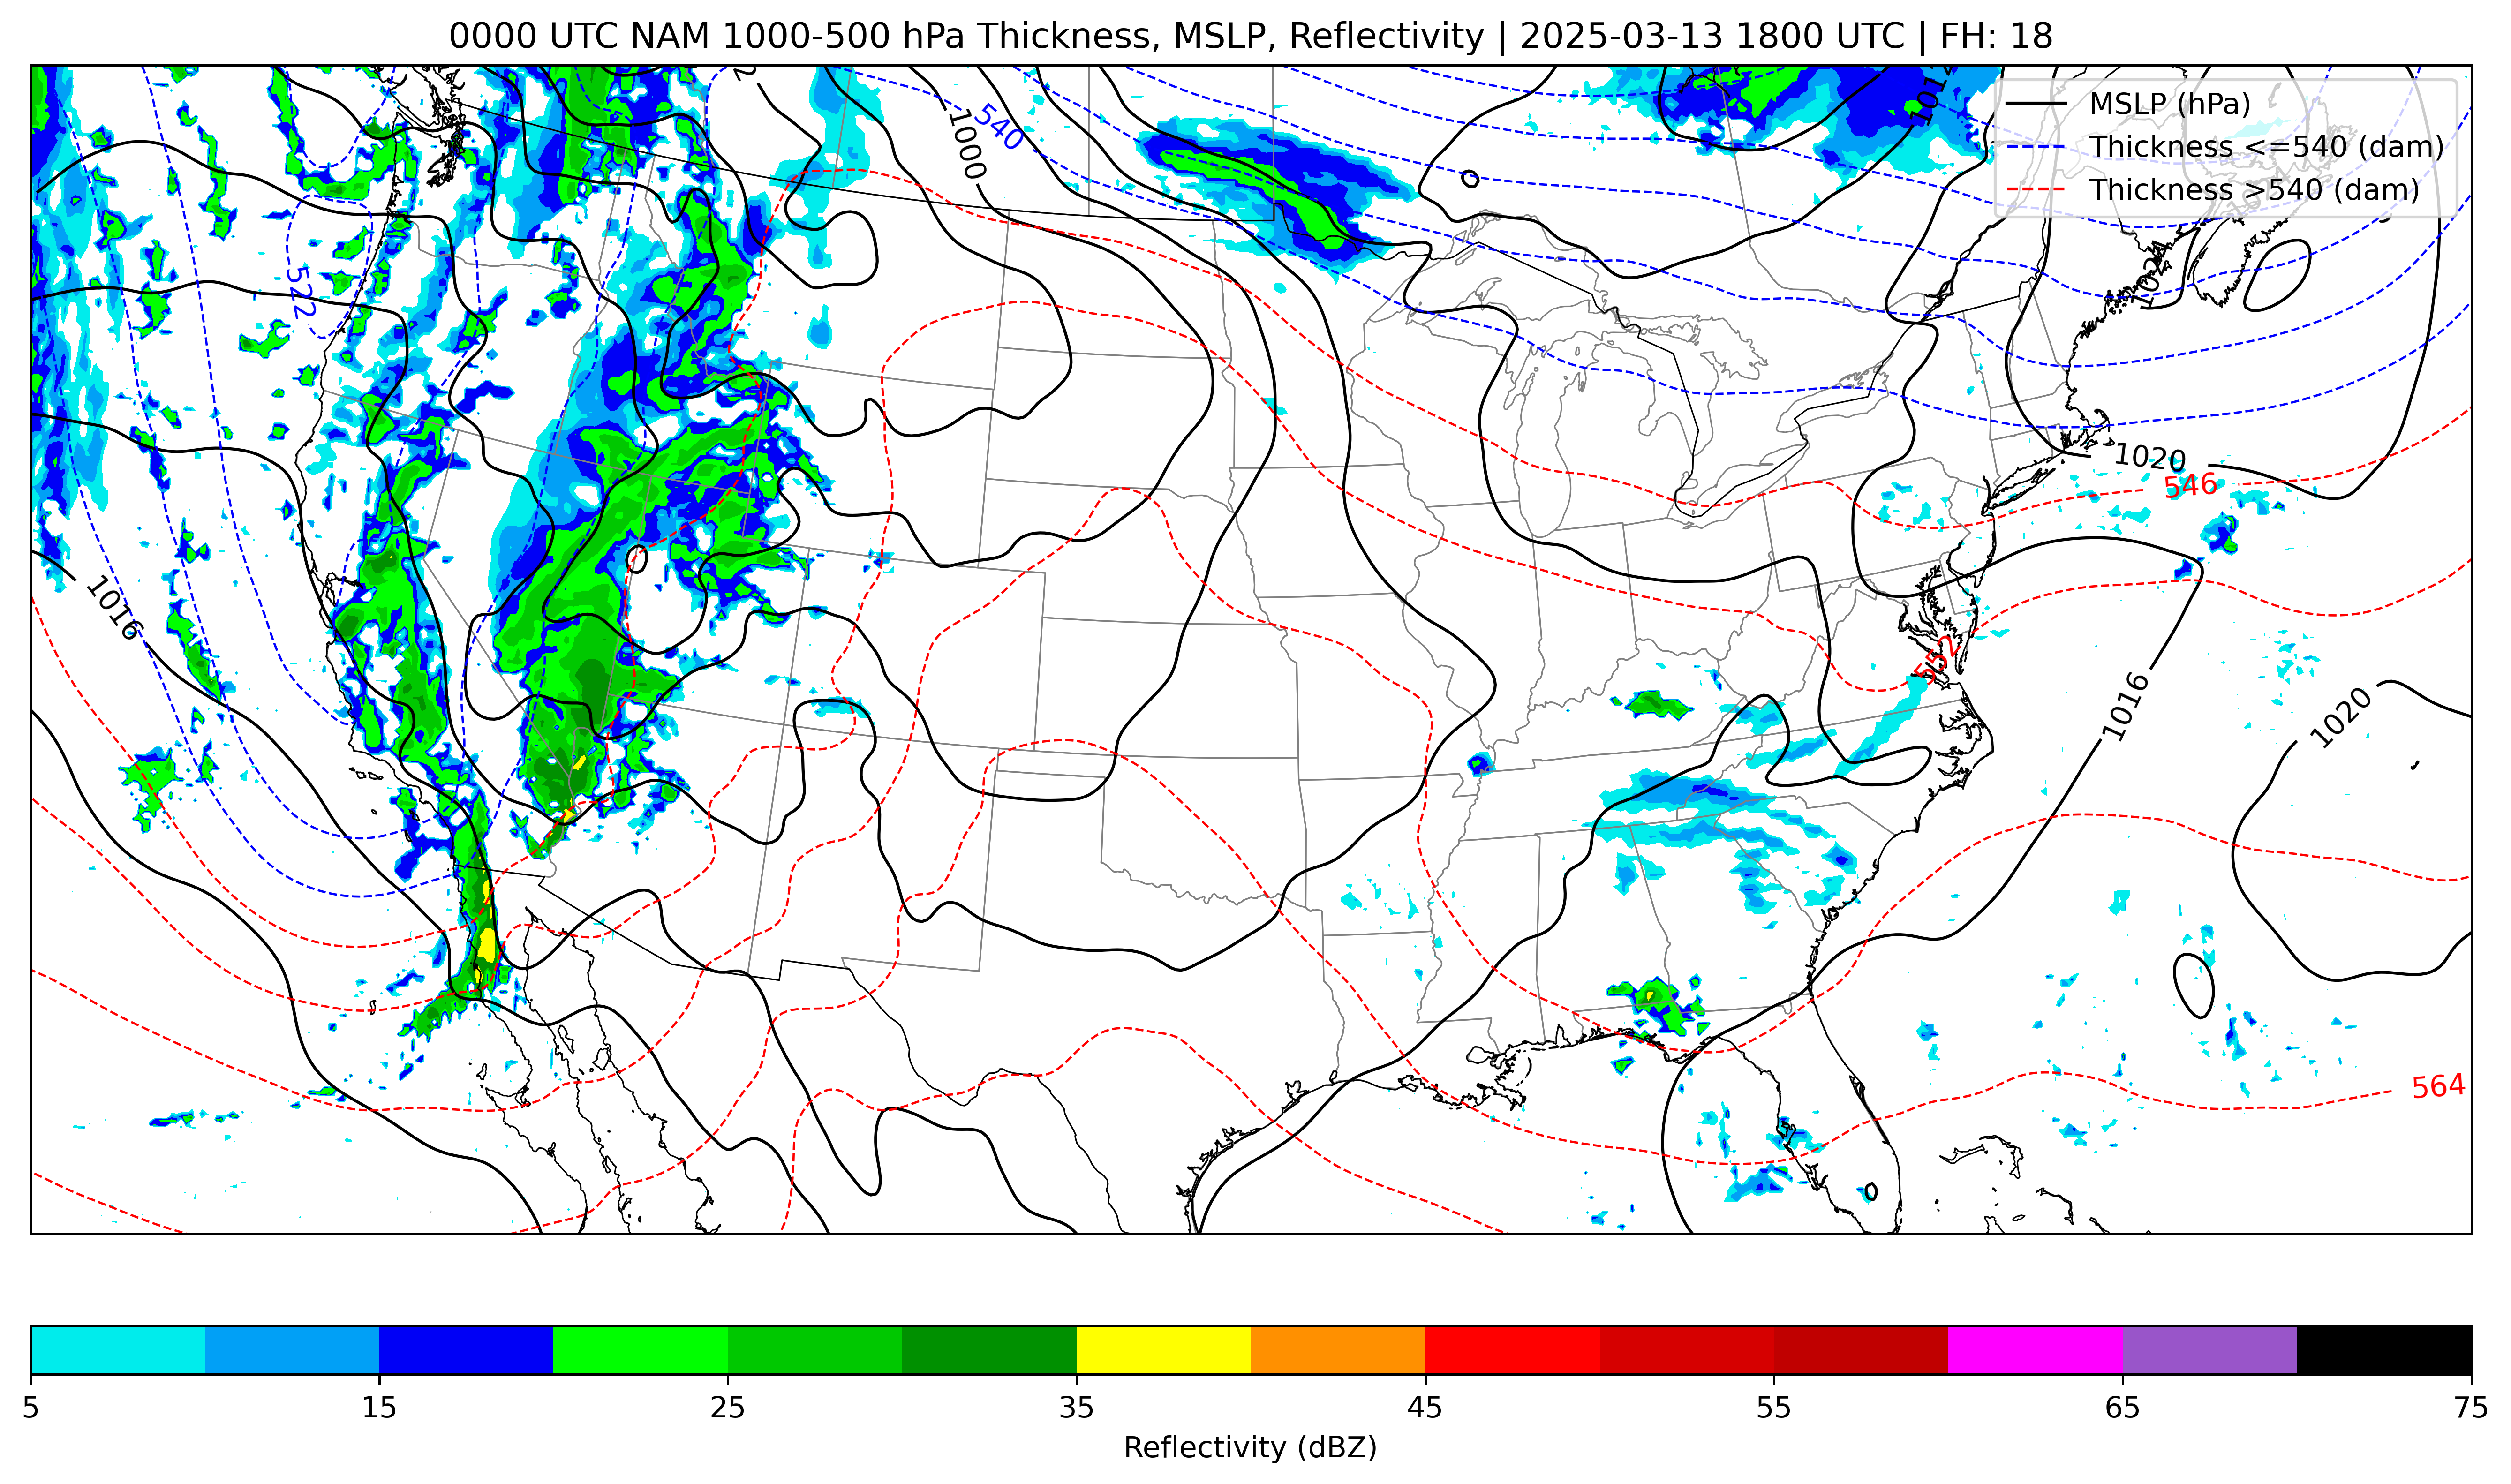 0000 UTC NAM 1000-500 hPa Thickness, MSLP, Reflectivity | 2025-03-13 1800 UTC | FH: 18
MSLP (hPa)
Thickness <=540 (dam)
Thickness >540 (dam)
1000
540
522
1024
1020
546
1016
552
1016
1020
564
5 15 25 35 45 55 65 75
Reflectivity (dBZ)